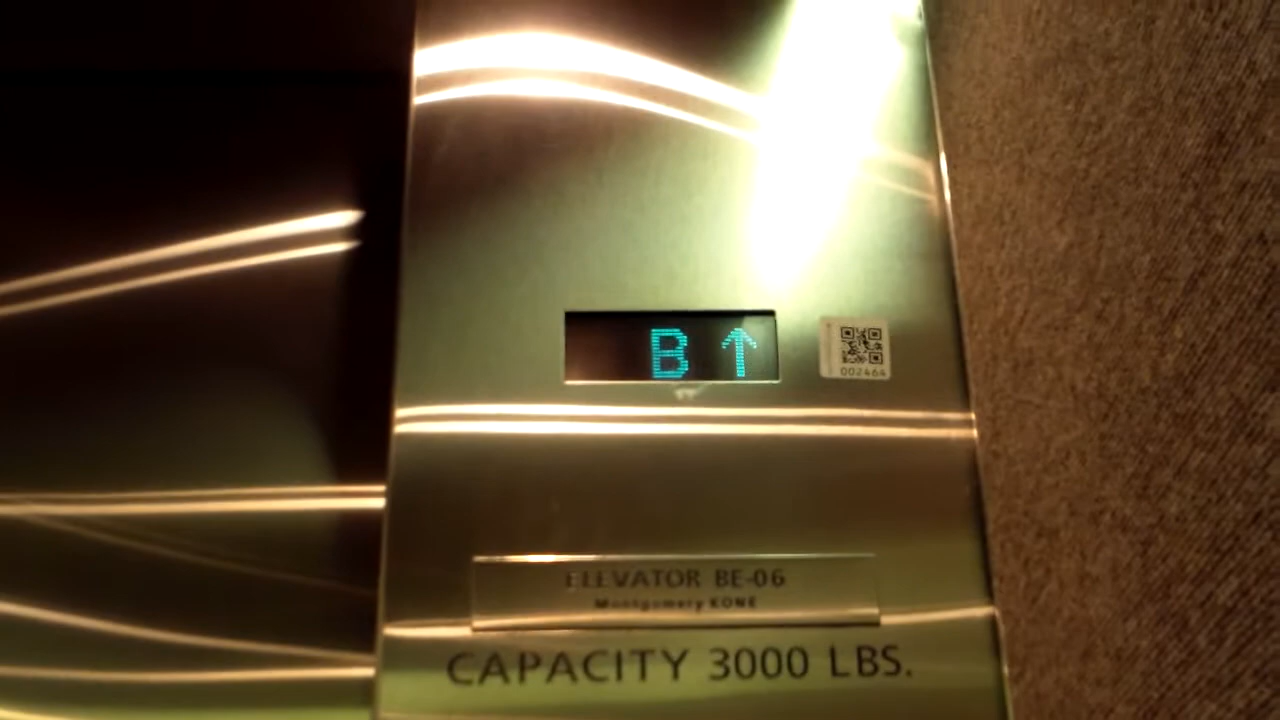 B ↑
002464
ELEVATOR BE-06
Montgomery KONE
CAPACITY 3000 LBS.